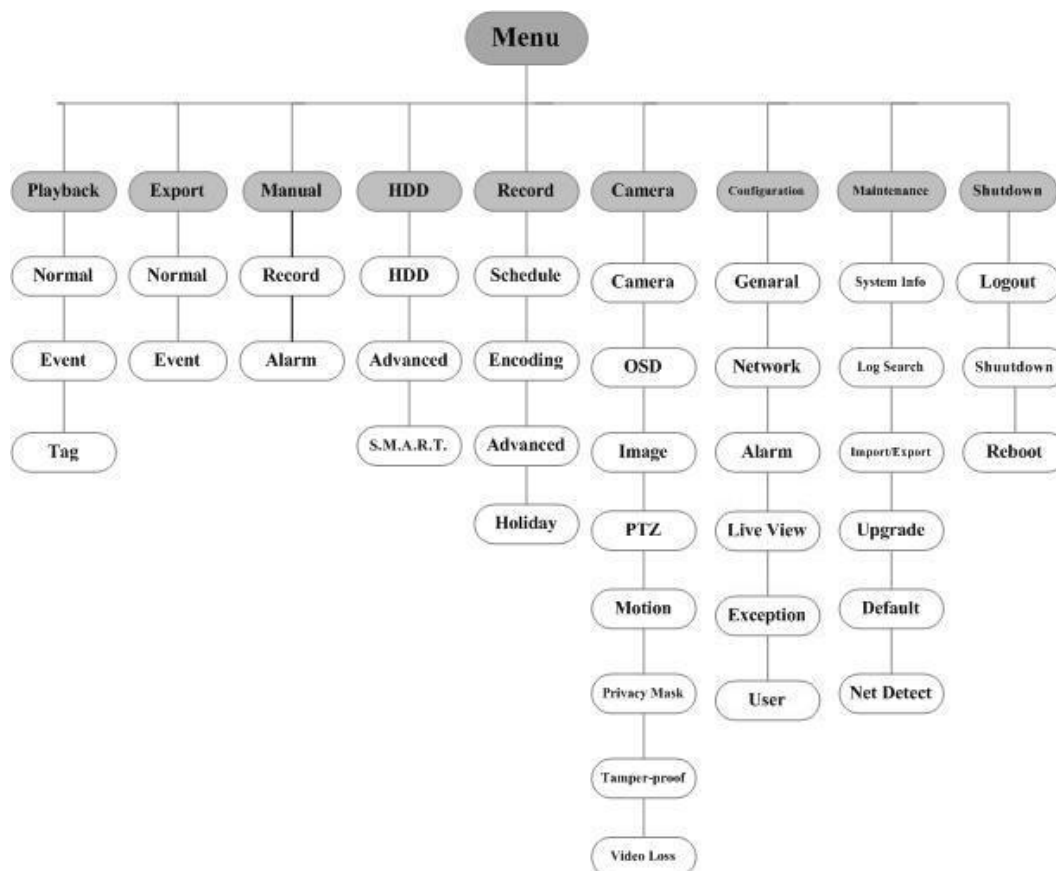 Menu
Playback
Export
Manual
HDD
Record
Camera
Configuration
Maintenance
Shutdown
Normal
Normal
Record
HDD
Schedule
Camera
Genaral
System Info
Logout
Event
Event
Alarm
Advanced
Encoding
OSD
Network
Log Search
Shuutdown
Tag
S.M.A.R.T.
Advanced
Image
Alarm
Import/Export
Reboot
Holiday
PTZ
Live View
Upgrade
Motion
Exception
Default
Privacy Mask
User
Net Detect
Tamper-proof
Video Loss